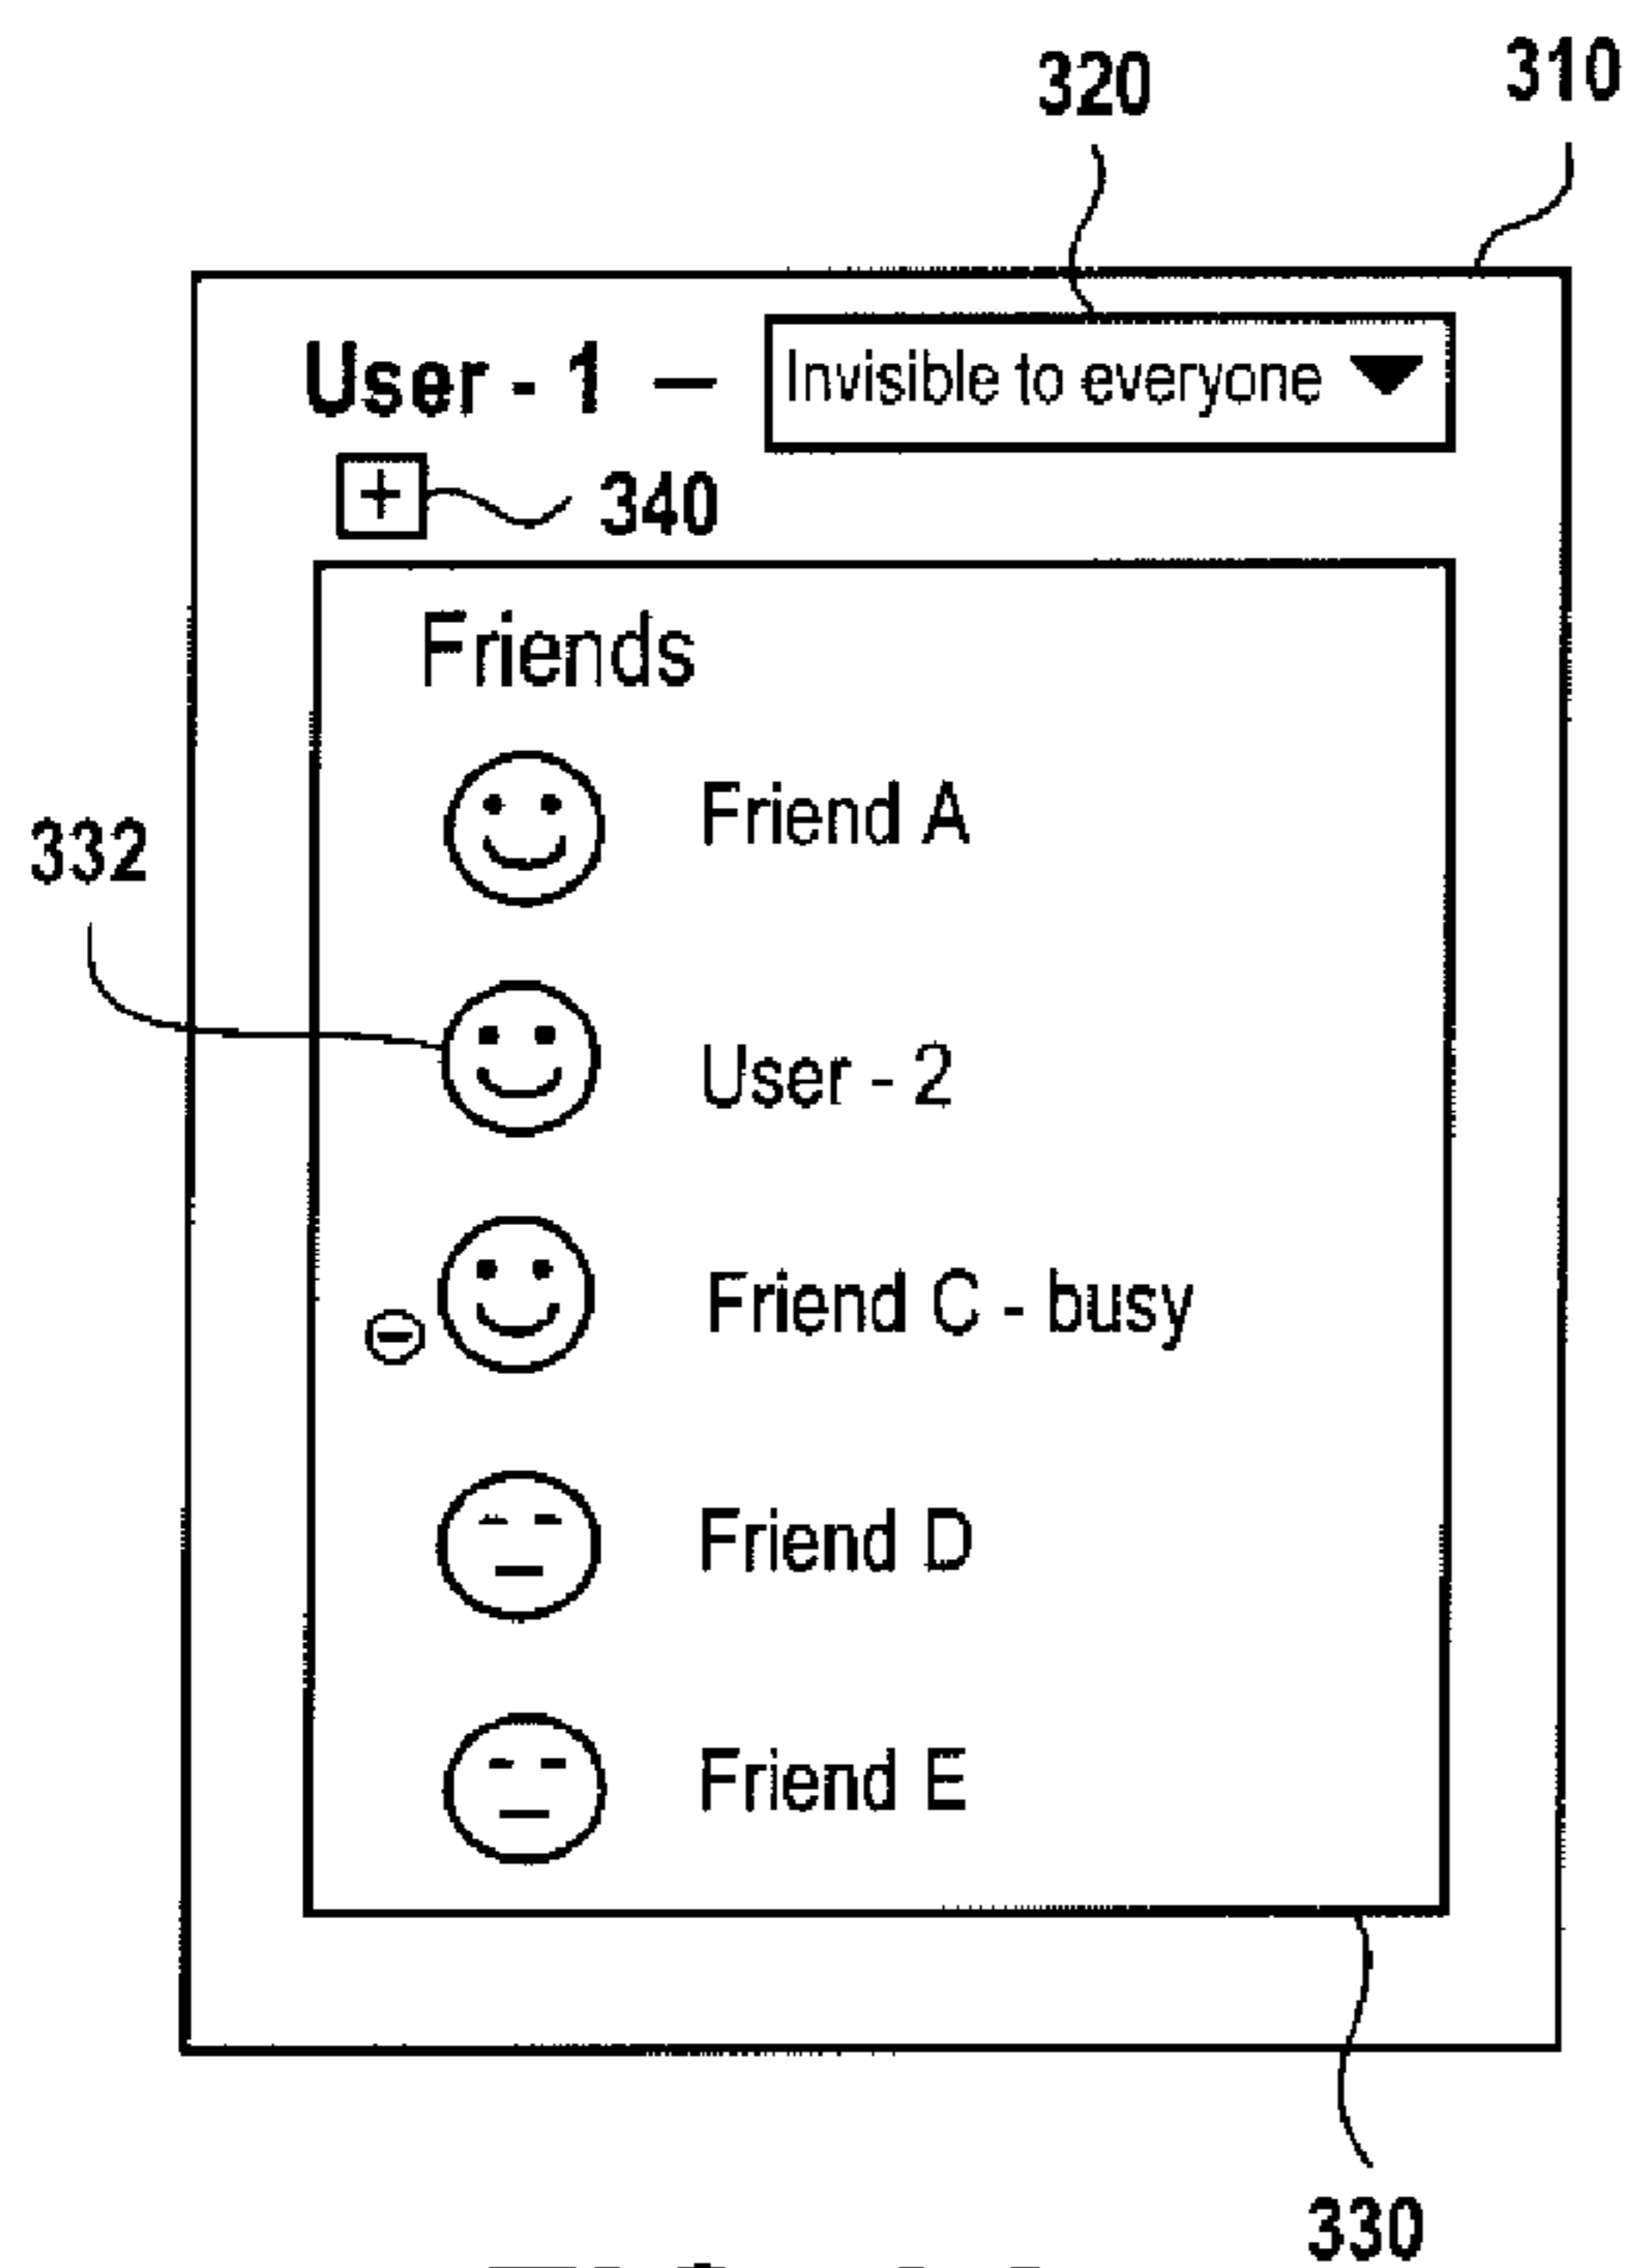 320
310
User - 1 — Invisible to everyone
+
340
Friends
Friend A
332
User - 2
Friend C - busy
Friend D
Friend E
330